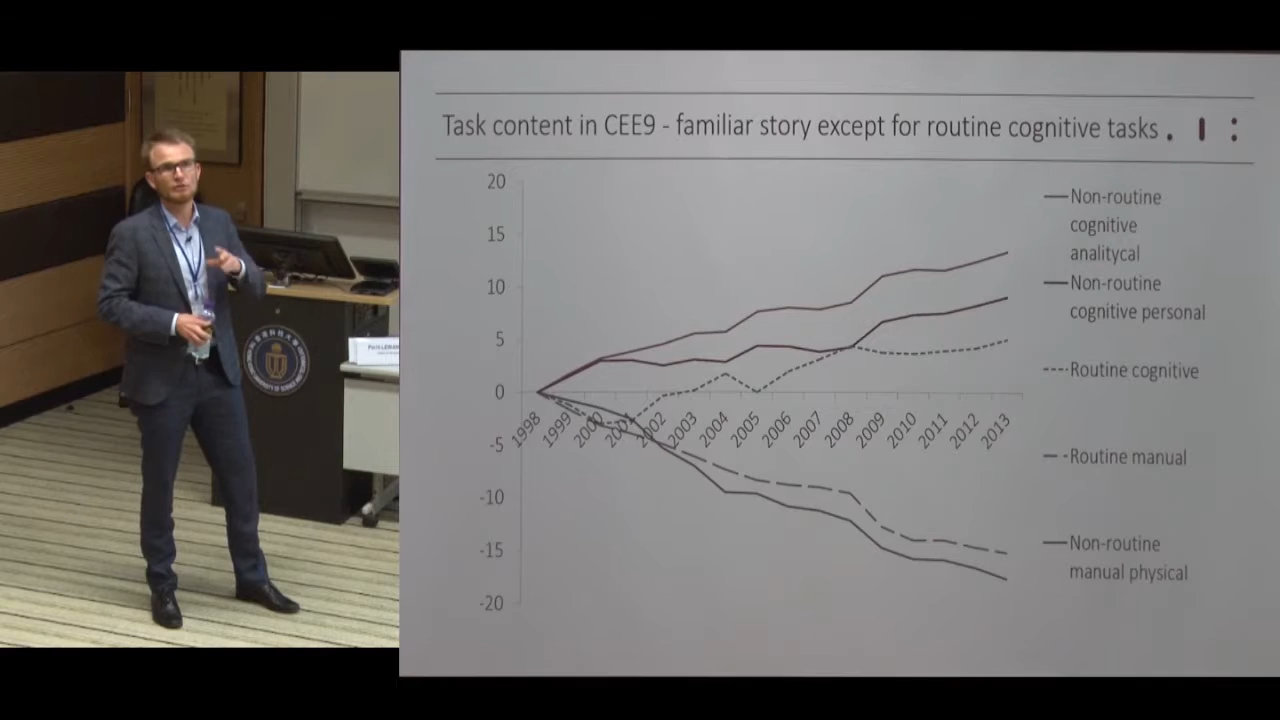 Task content in CEE9 - familiar story except for routine cognitive tasks
20
15
10
5
0
-5
-10
-15
-20
1998
1999
2000
2001
2002
2003
2004
2005
2006
2007
2008
2009
2010
2011
2012
2013
Non-routine
cognitive
analitycal
Non-routine
cognitive personal
Routine cognitive
Routine manual
Non-routine
manual physical